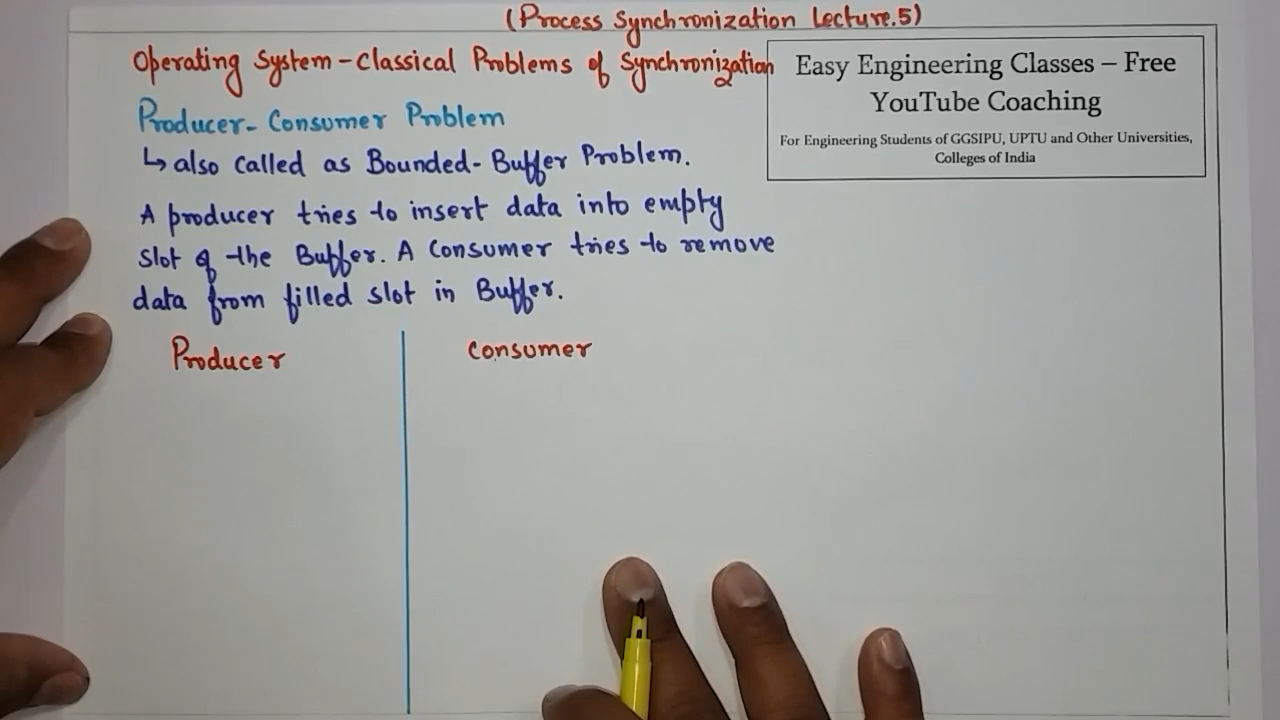 (Process Synchronization Lecture.5)
Operating System - Classical Problems of Synchronization
Easy Engineering Classes – Free
YouTube Coaching
For Engineering Students of GGSIPU, UPTU and Other Universities,
Colleges of India
Producer - Consumer Problem
↳ also called as Bounded - Buffer Problem.
A producer tries to insert data into empty
slot of the Buffer. A Consumer tries to remove
data from filled slot in Buffer.
Producer
Consumer